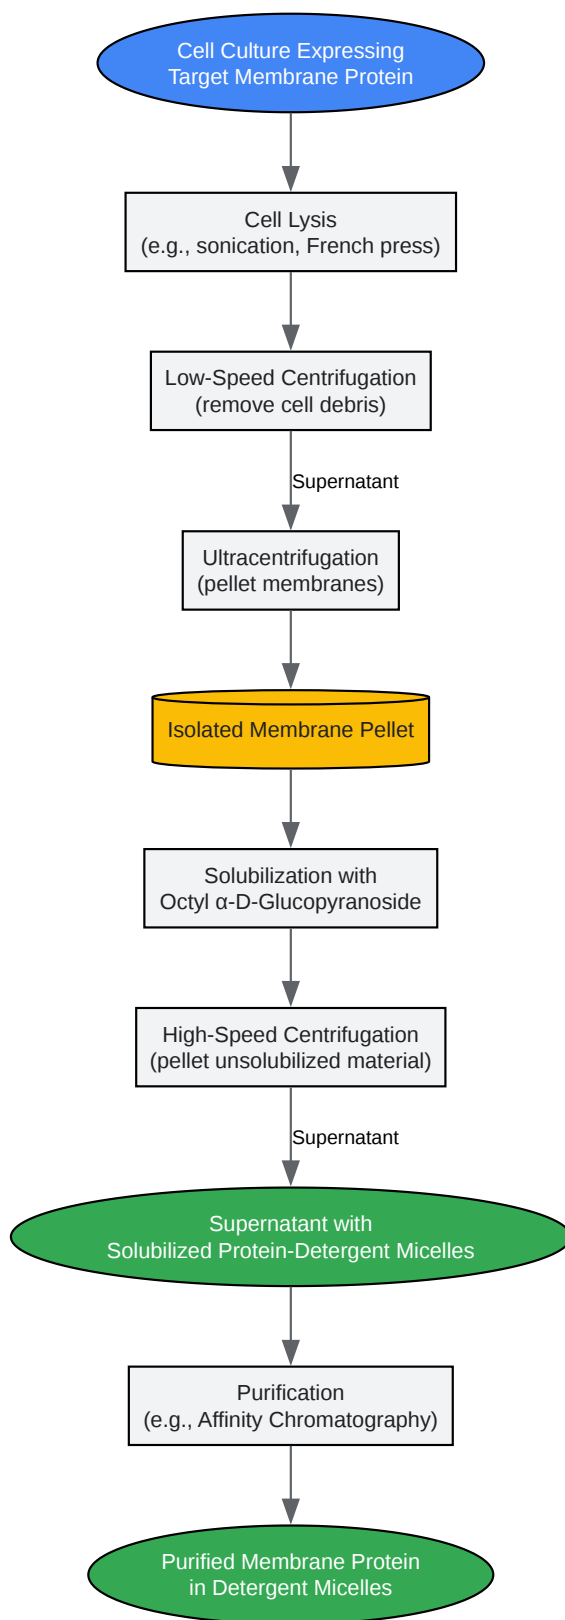 Cell Culture Expressing
Target Membrane Protein
Cell Lysis
(e.g., sonication, French press)
Low-Speed Centrifugation
(remove cell debris)
Supernatant
Ultracentrifugation
(pellet membranes)
Isolated Membrane Pellet
Solubilization with
Octyl α-D-Glucopyranoside
High-Speed Centrifugation
(pellet unsolubilized material)
Supernatant
Supernatant with
Solubilized Protein-Detergent Micelles
Purification
(e.g., Affinity Chromatography)
Purified Membrane Protein
in Detergent Micelles